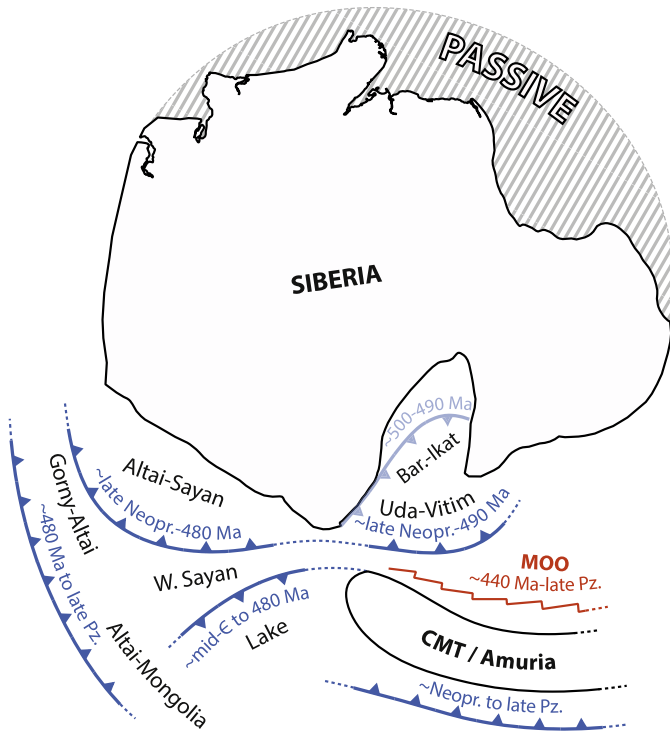 PASSIVE
SIBERIA
~500-490 Ma
Bar.-Ikat
Altai-Sayan
Uda-Vitim
~late Neopr.-480 Ma
~late Neopr.-490 Ma
Gorny-Altai
~480 Ma to late Pz.
W. Sayan
MOO
~440 Ma-late Pz.
~mid-Є to 480 Ma
Lake
CMT / Amuria
Altai-Mongolia
~Neopr. to late Pz.